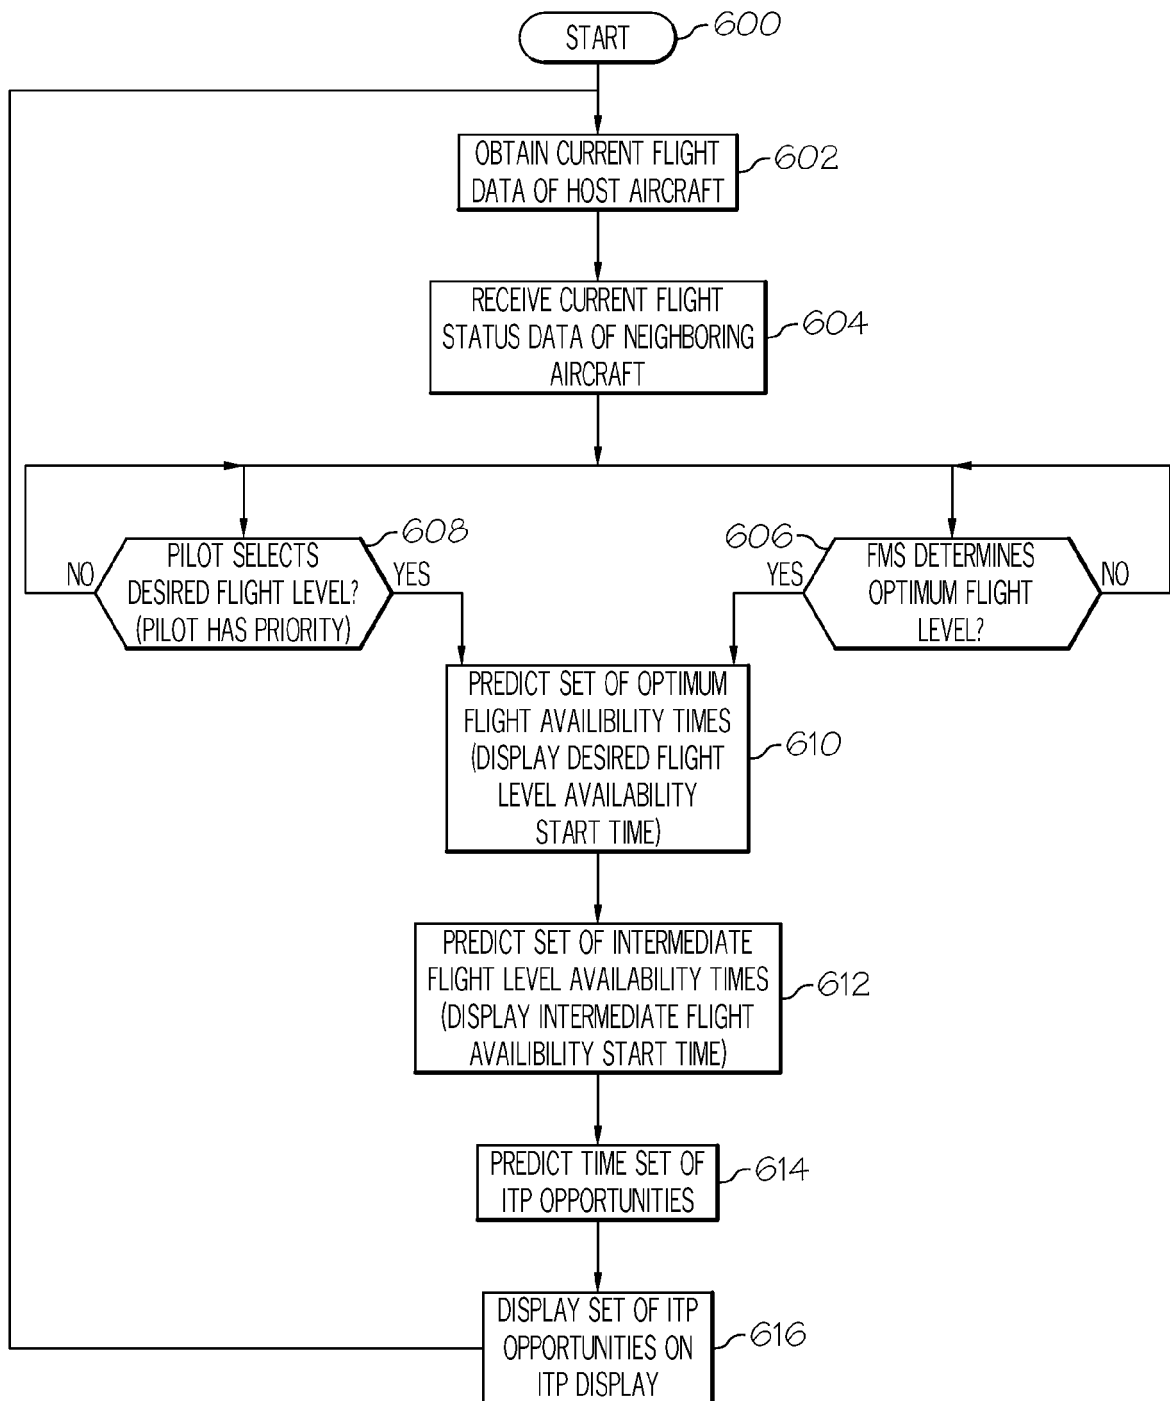 START
600
OBTAIN CURRENT FLIGHT
DATA OF HOST AIRCRAFT
602
RECEIVE CURRENT FLIGHT
STATUS DATA OF NEIGHBORING
AIRCRAFT
604
608
NO
PILOT SELECTS
DESIRED FLIGHT LEVEL?
(PILOT HAS PRIORITY)
YES
606
YES
FMS DETERMINES
OPTIMUM FLIGHT
LEVEL?
NO
PREDICT SET OF OPTIMUM
FLIGHT AVAILIBILITY TIMES
(DISPLAY DESIRED FLIGHT
LEVEL AVAILABILITY
START TIME)
610
PREDICT SET OF INTERMEDIATE
FLIGHT LEVEL AVAILABILITY TIMES
(DISPLAY INTERMEDIATE FLIGHT
AVAILIBILITY START TIME)
612
PREDICT TIME SET OF
ITP OPPORTUNITIES
614
DISPLAY SET OF ITP
OPPORTUNITIES ON
ITP DISPLAY
616